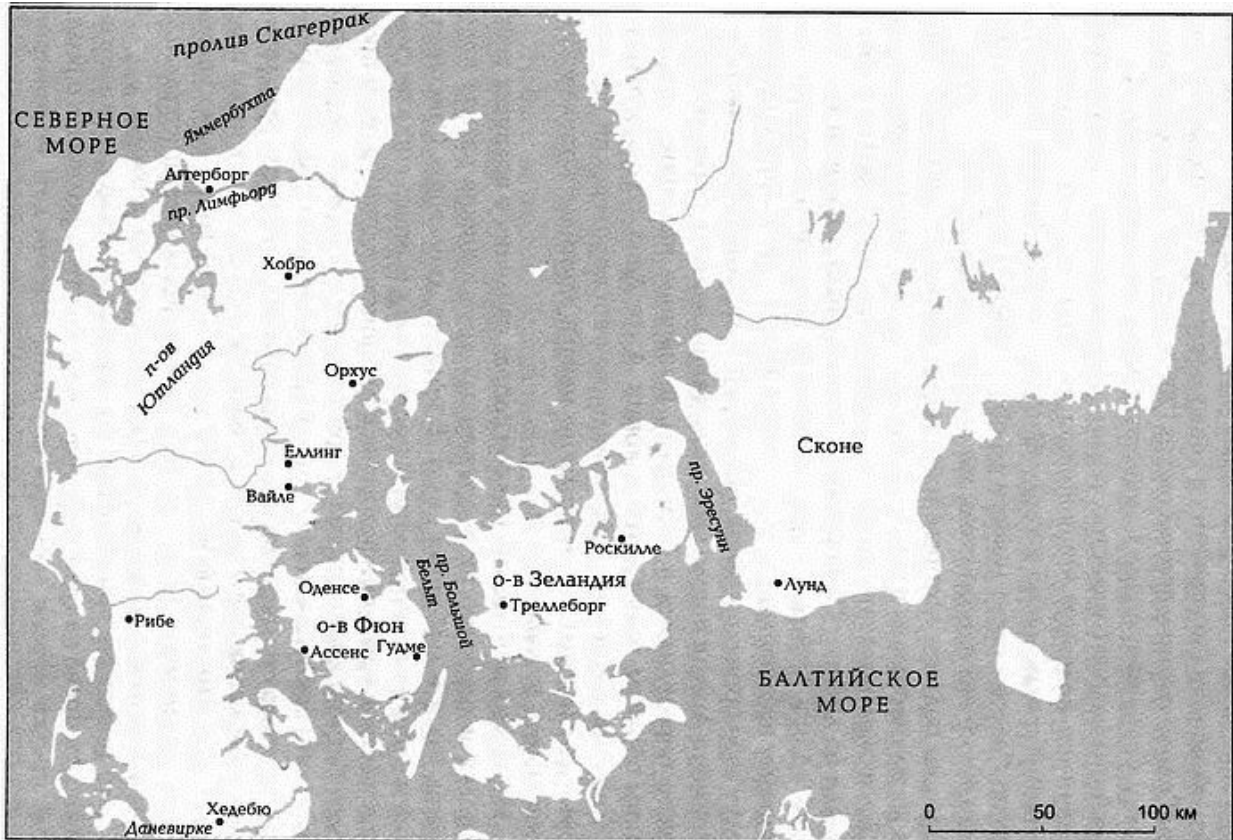 пролив Скагеррак
Яммербухта
СЕВЕРНОЕ
МОРЕ
Аггерборг
пр. Лимфьорд
Хобро
п-ов
Ютландия
Орхус
Еллинг
Вайле
Сконе
пр. Эресунн
Роскилле
пр. Большой
Бельт
о-в Зеландия
Треллеборг
Лунд
Оденсе
о-в Фюн
Ассенс
Гудме
Рибе
БАЛТИЙСКОЕ
МОРЕ
Хедебю
Даневирке
0 50 100 км